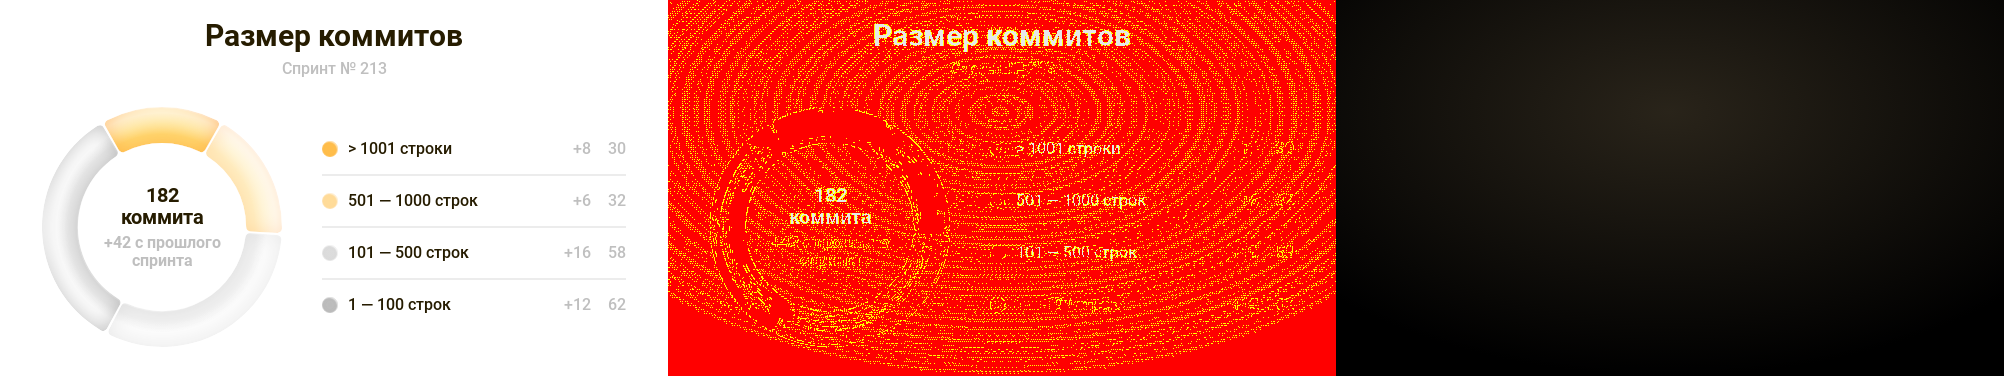 Размер коммитов
Спринт № 213
182
коммита
+42 с прошлого
спринта
> 1001 строки +8 30
501 — 1000 строк +6 32
101 — 500 строк +16 58
1 — 100 строк +12 62
Размер коммитов
182
коммита
> 1001 строки
501 — 1000 строк
101 — 500 строк